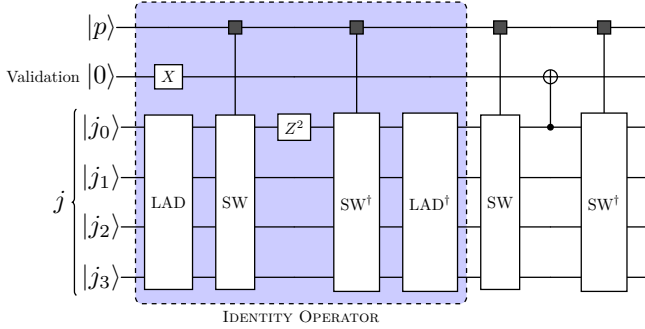 |p⟩
Validation |0⟩ X
j |j₀⟩ Z²
|j₁⟩
|j₂⟩
|j₃⟩
LAD SW SW† LAD† SW SW†
IDENTITY OPERATOR